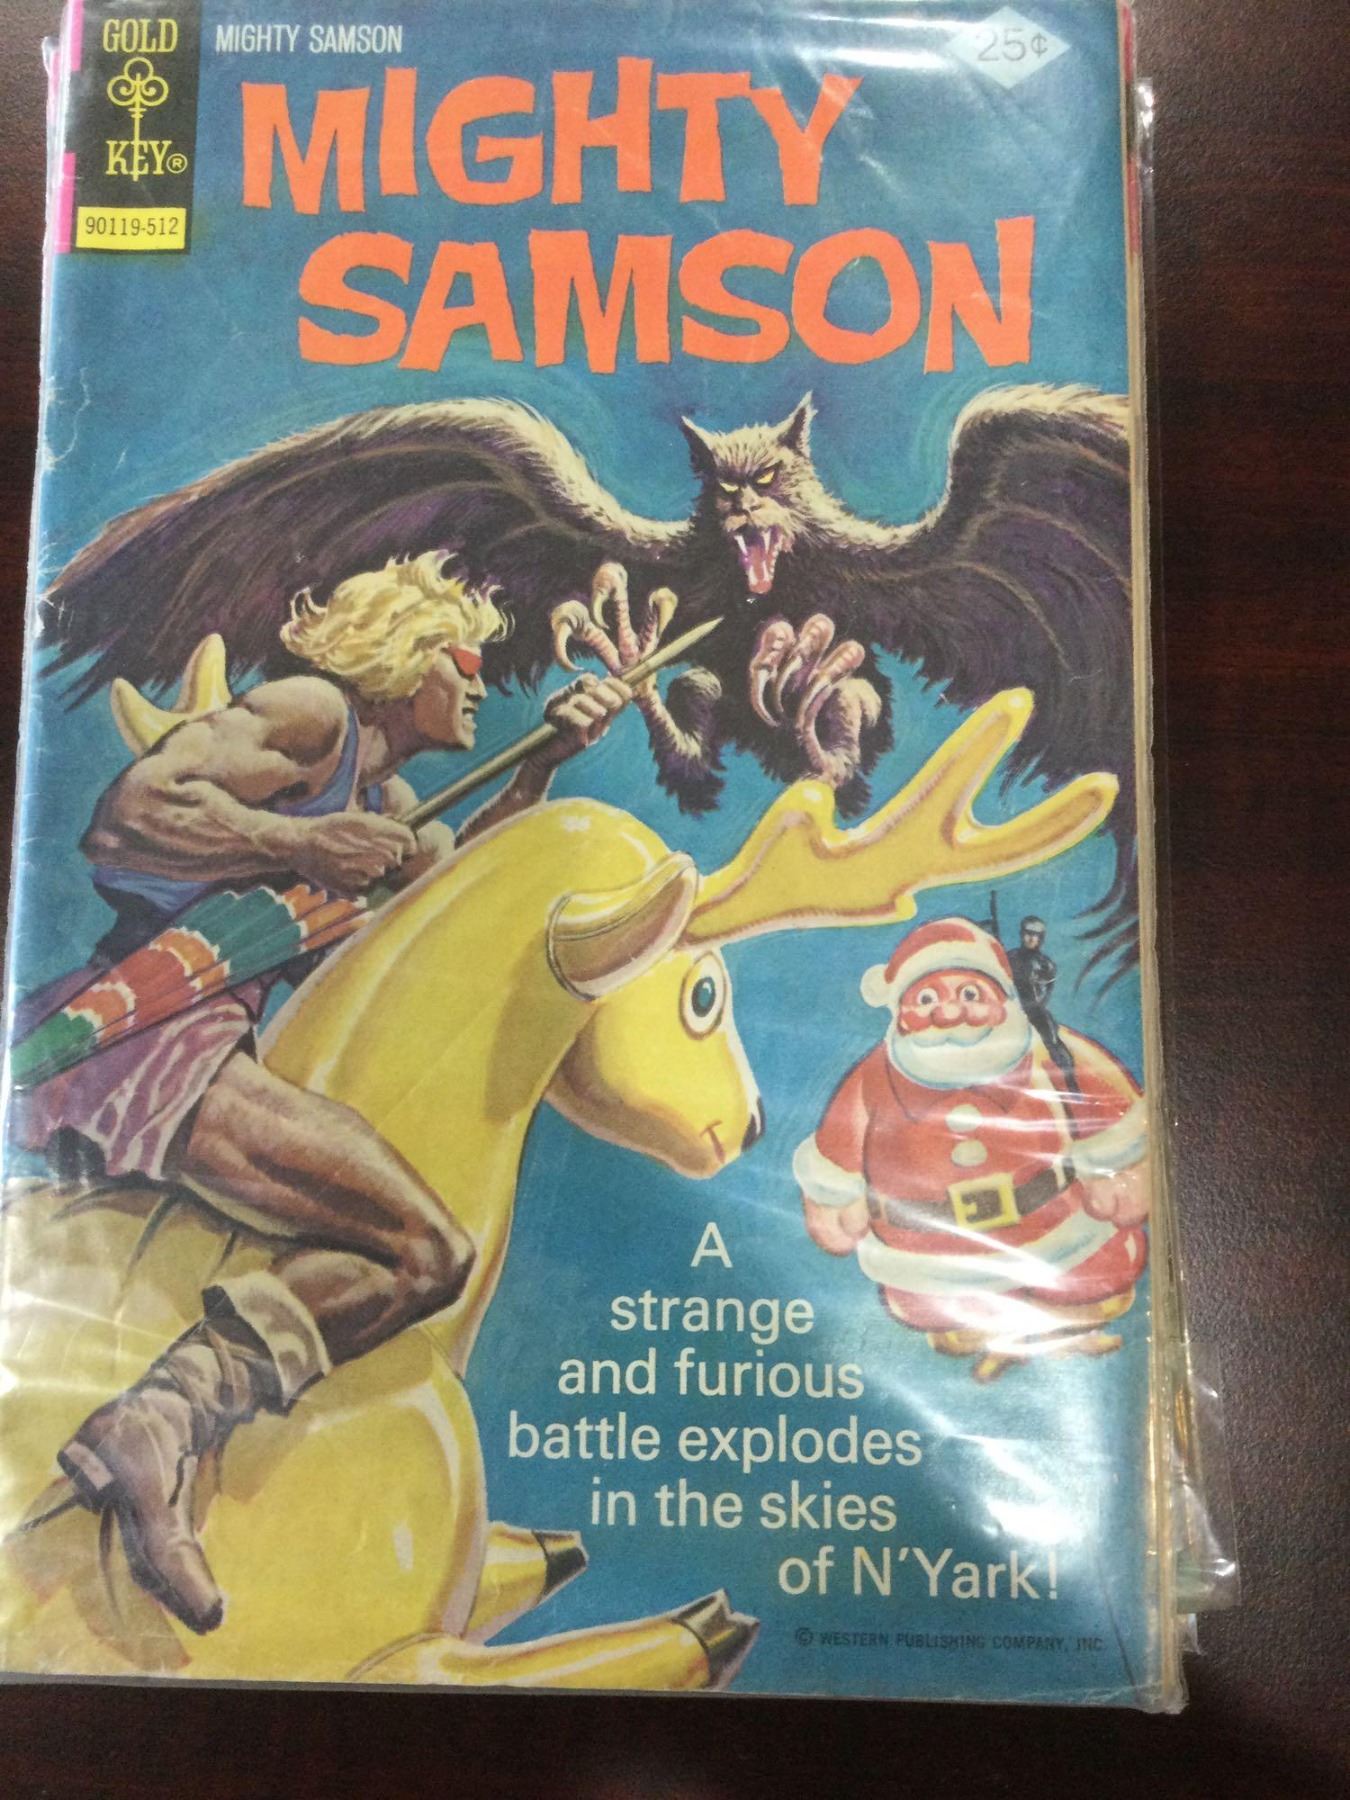 GOLD
KEY®
90119-512
MIGHTY SAMSON
25¢
MIGHTY
SAMSON
A
strange
and furious
battle explodes
in the skies
of N'Yark!
© WESTERN PUBLISHING COMPANY, INC.